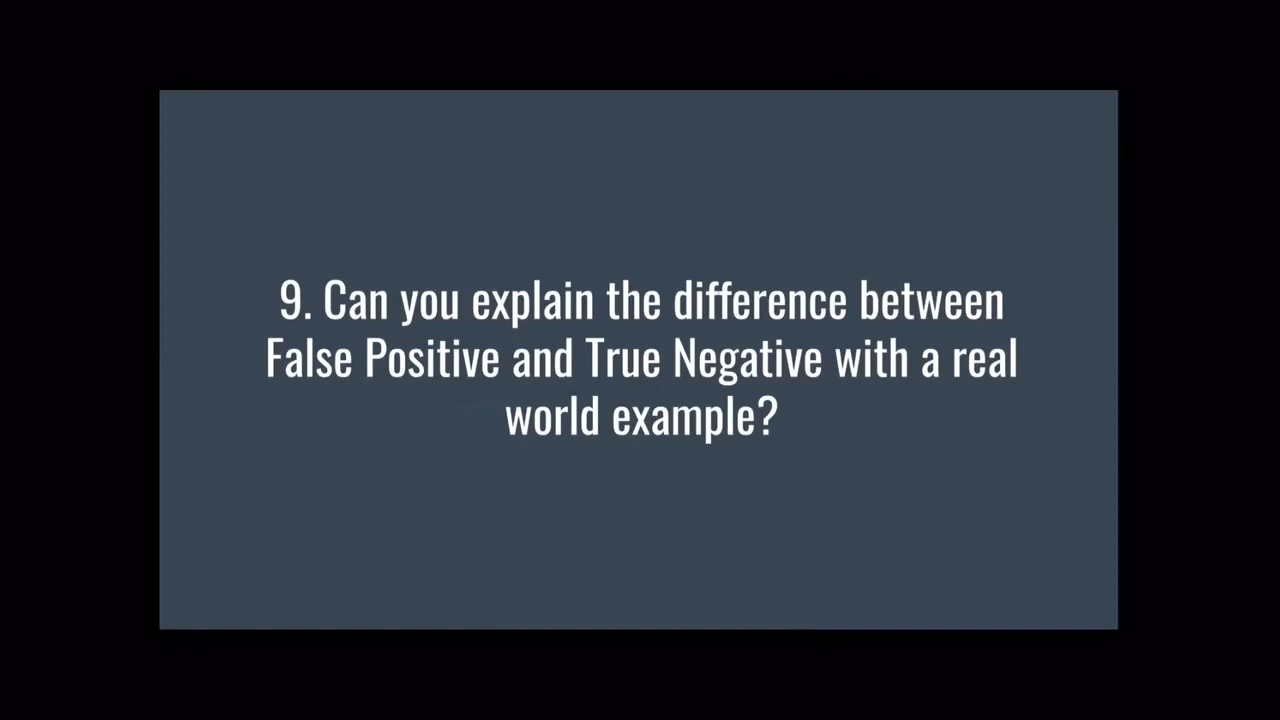 9. Can you explain the difference between
False Positive and True Negative with a real
world example?